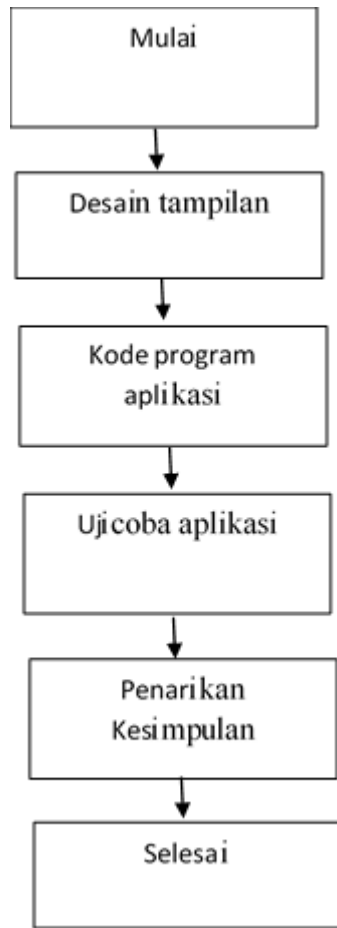 Mulai
Desain tampilan
Kode program
aplikasi
Ujicoba aplikasi
Penarikan
Kesimpulan
Selesai